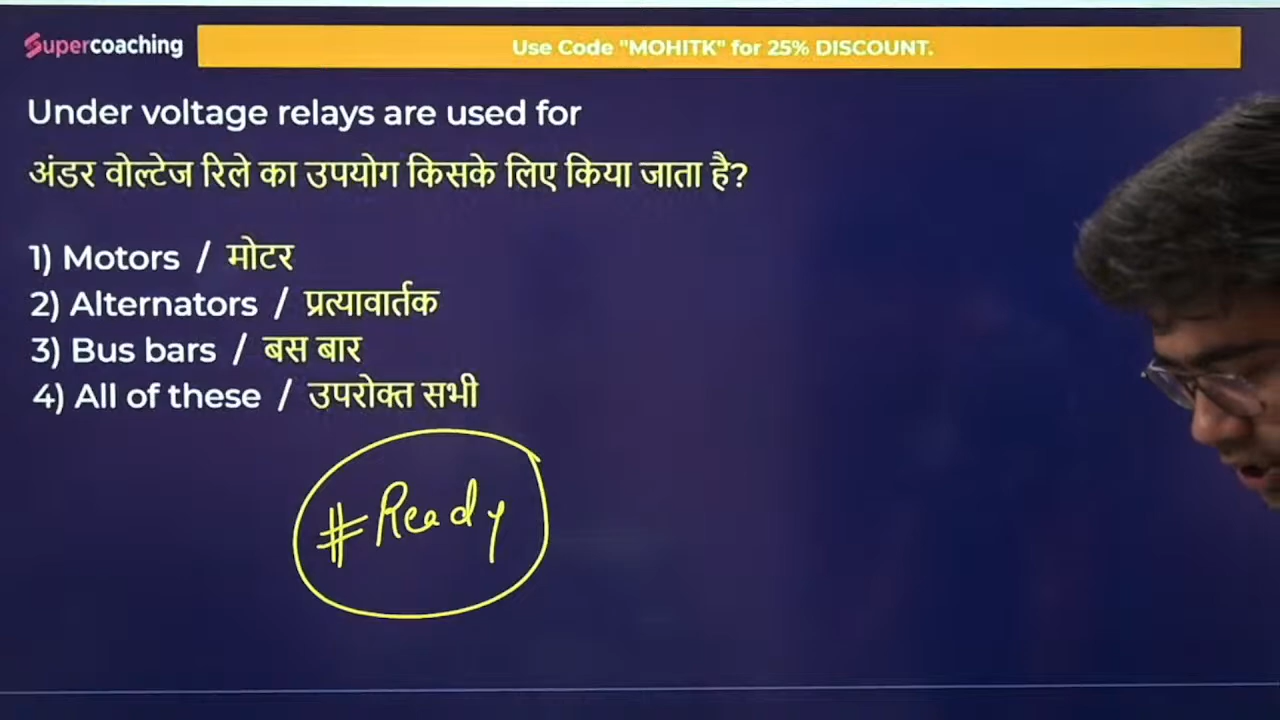 Supercoaching
Use Code "MOHITK" for 25% DISCOUNT.
Under voltage relays are used for
अंडर वोल्टेज रिले का उपयोग किसके लिए किया जाता है?
1) Motors / मोटर
2) Alternators / प्रत्यावार्तक
3) Bus bars / बस बार
4) All of these / उपरोक्त सभी
#Ready